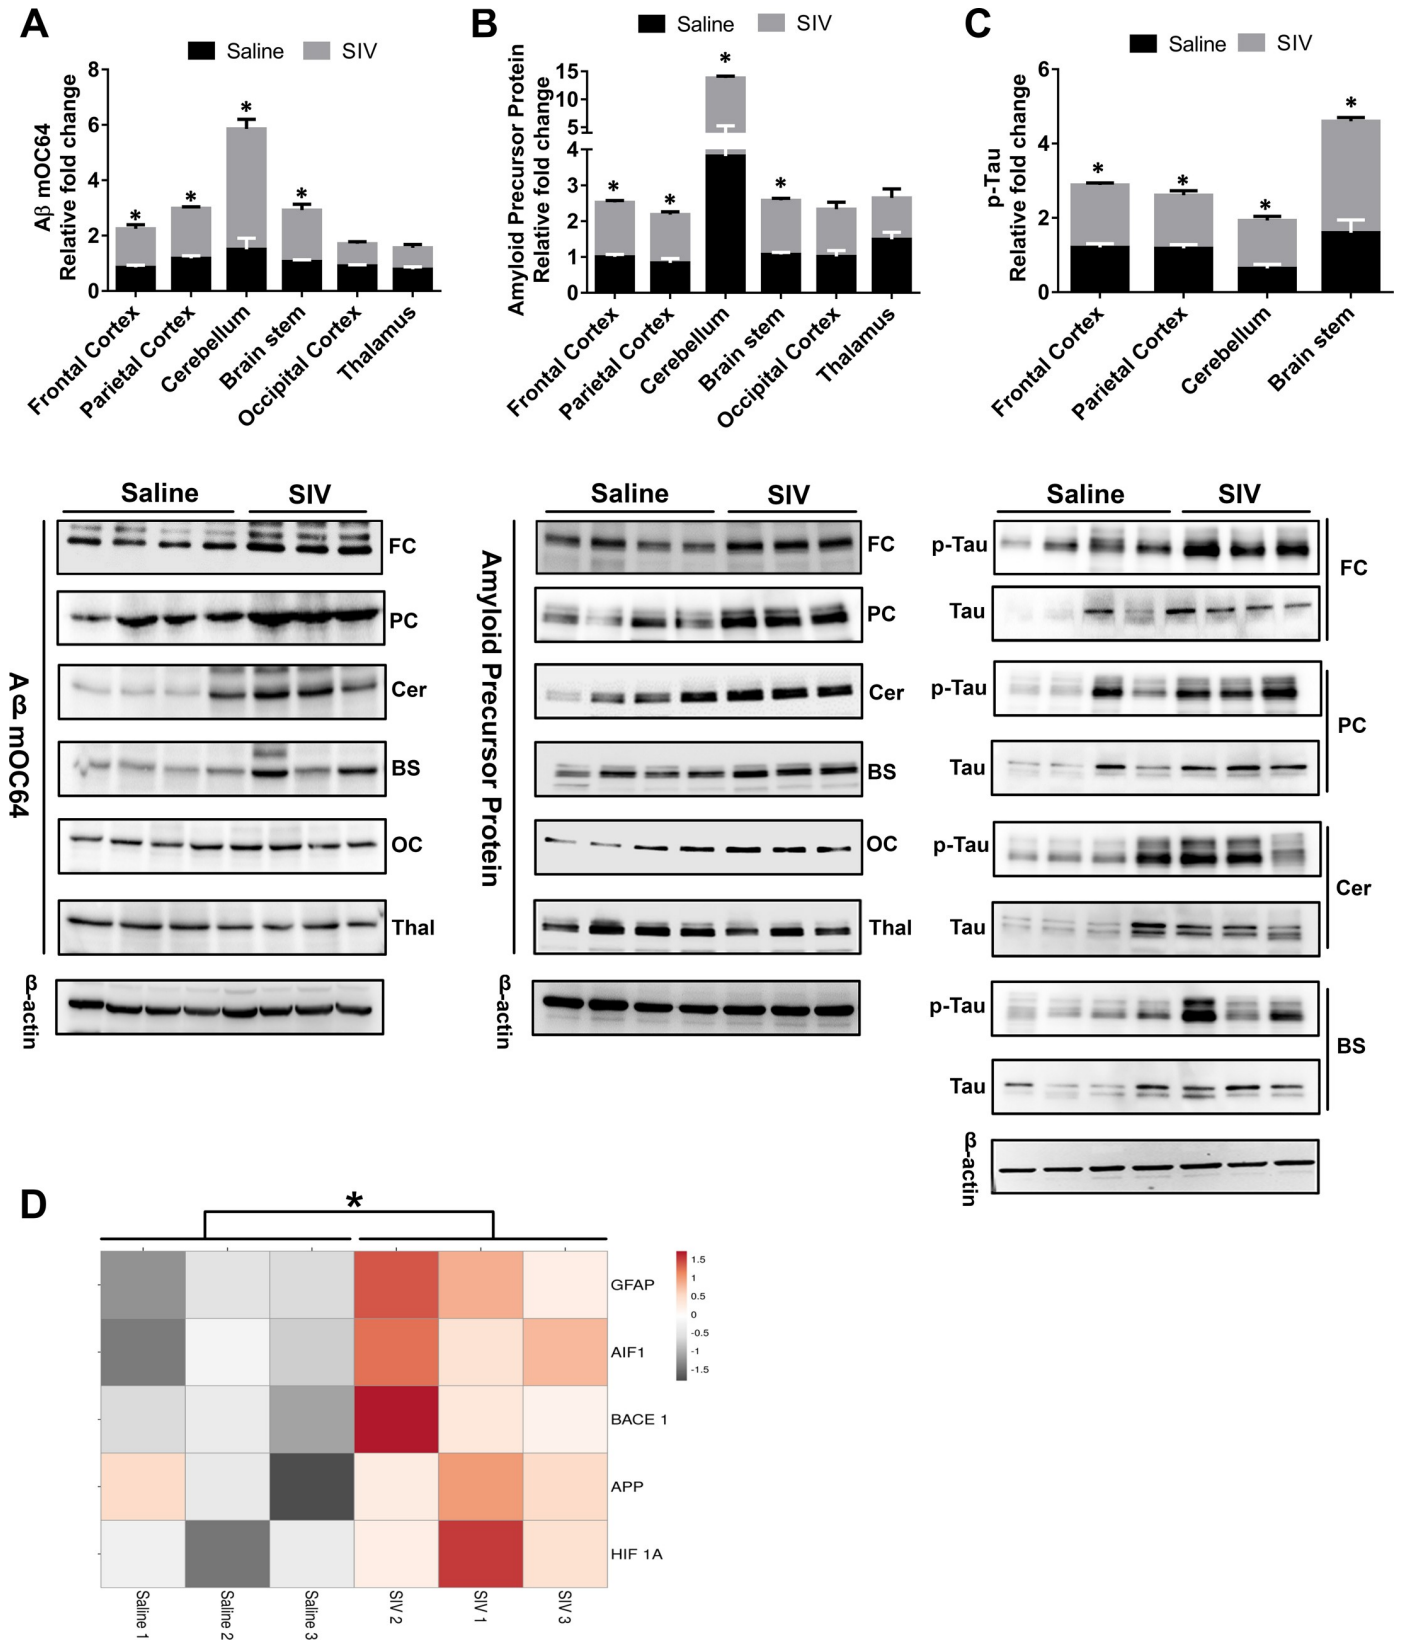 A
Saline SIV
Aβ mOC64
Relative fold change
8
6
4
2
0
* * * *
Frontal Cortex
Parietal Cortex
Cerebellum
Brain stem
Occipital Cortex
Thalamus
B
Saline SIV
Amyloid Precursor Protein
Relative fold change
15
10
5
4
3
2
1
0
* * * *
Frontal Cortex
Parietal Cortex
Cerebellum
Brain stem
Occipital Cortex
Thalamus
C
Saline SIV
p-Tau
Relative fold change
6
4
2
0
* * * *
Frontal Cortex
Parietal Cortex
Cerebellum
Brain stem
Saline SIV
Aβ mOC64
FC
PC
Cer
BS
OC
Thal
β-actin
Saline SIV
Amyloid Precursor Protein
FC
PC
Cer
BS
OC
Thal
β-actin
Saline SIV
p-Tau
Tau
FC
p-Tau
Tau
PC
p-Tau
Tau
Cer
p-Tau
Tau
BS
β-actin
D
*
GFAP
AIF1
BACE 1
APP
HIF 1A
Saline 1
Saline 2
Saline 3
SIV 2
SIV 1
SIV 3
1.5
1
0.5
0
-0.5
-1
-1.5